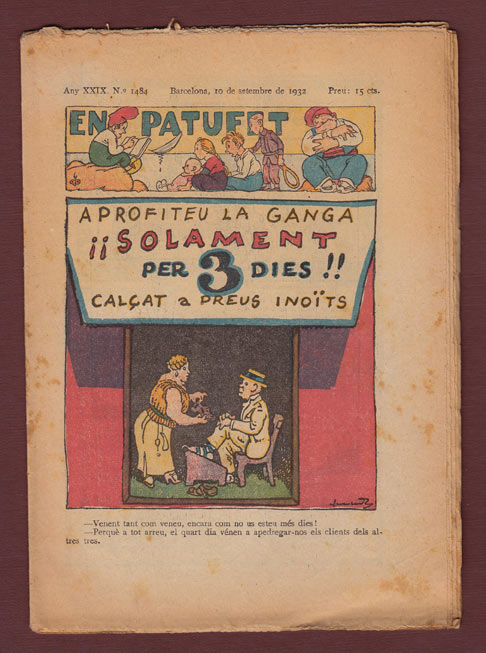 Any XXIX. N.º 1484 Barcelona, 10 de setembre de 1932 Preu: 15 cts.
EN PATUFET
APROFITEU LA GANGA
¡¡SOLAMENT
PER 3 DIES!!
CALÇAT a PREUS INOÏTS
—Venent tant com veneu, encara com no us esteu més dies!
—Perquè a tot arreu, el quart dia vénen a apedregar-nos els clients dels al-
tres tres.